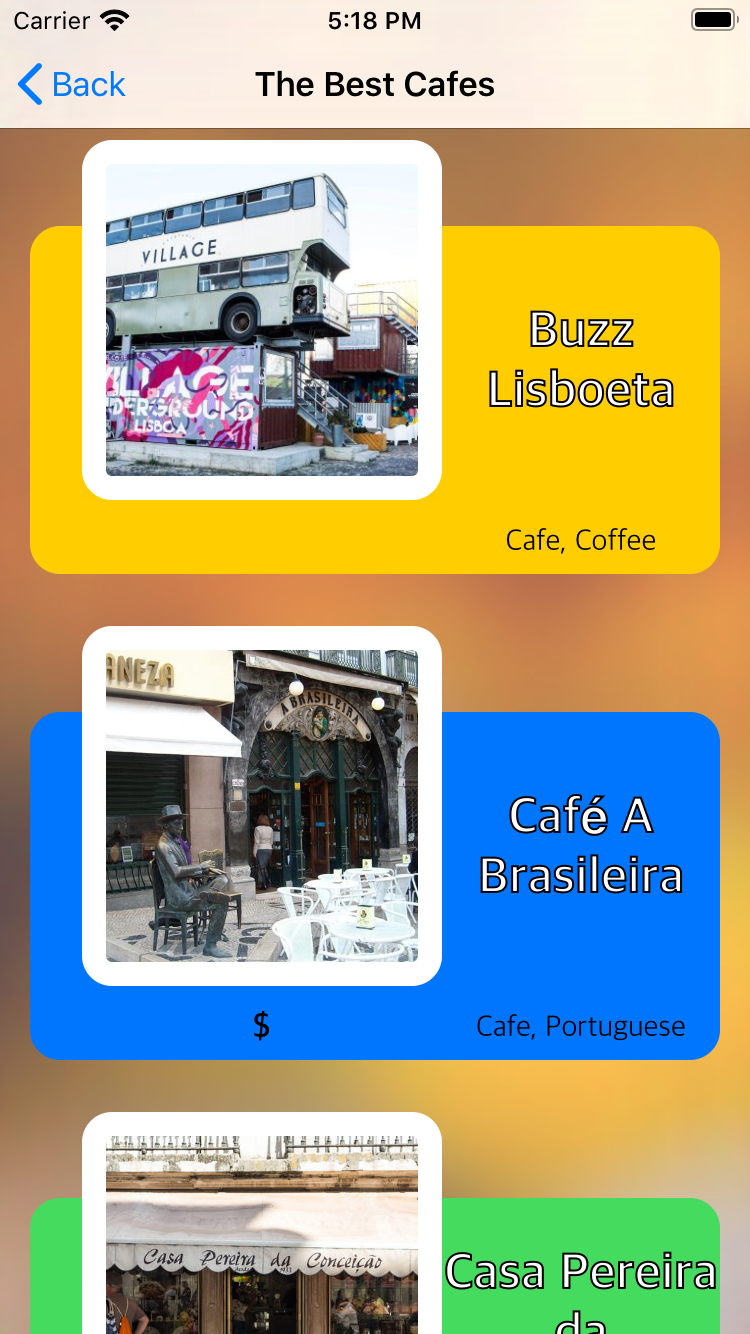 Carrier
5:18 PM
Back
The Best Cafes
VILLAGE
VILLAGE
UNDERGROUND
LISBOA
Buzz
Lisboeta
Cafe, Coffee
ANEZA
A BRASILEIRA
Café A
Brasileira
$
Cafe, Portuguese
Casa Pereira da Conceição
Casa Pereira
da